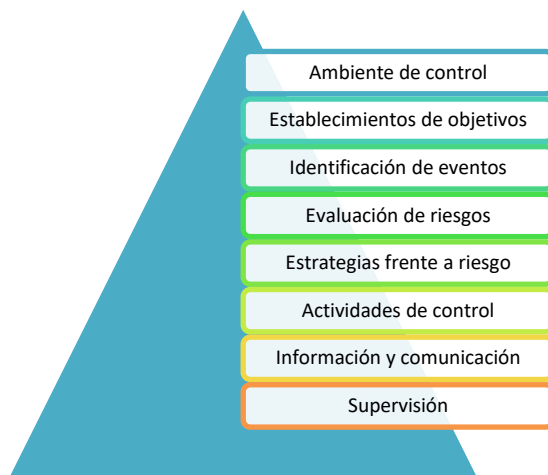 Ambiente de control
Establecimientos de objetivos
Identificación de eventos
Evaluación de riesgos
Estrategias frente a riesgo
Actividades de control
Información y comunicación
Supervisión